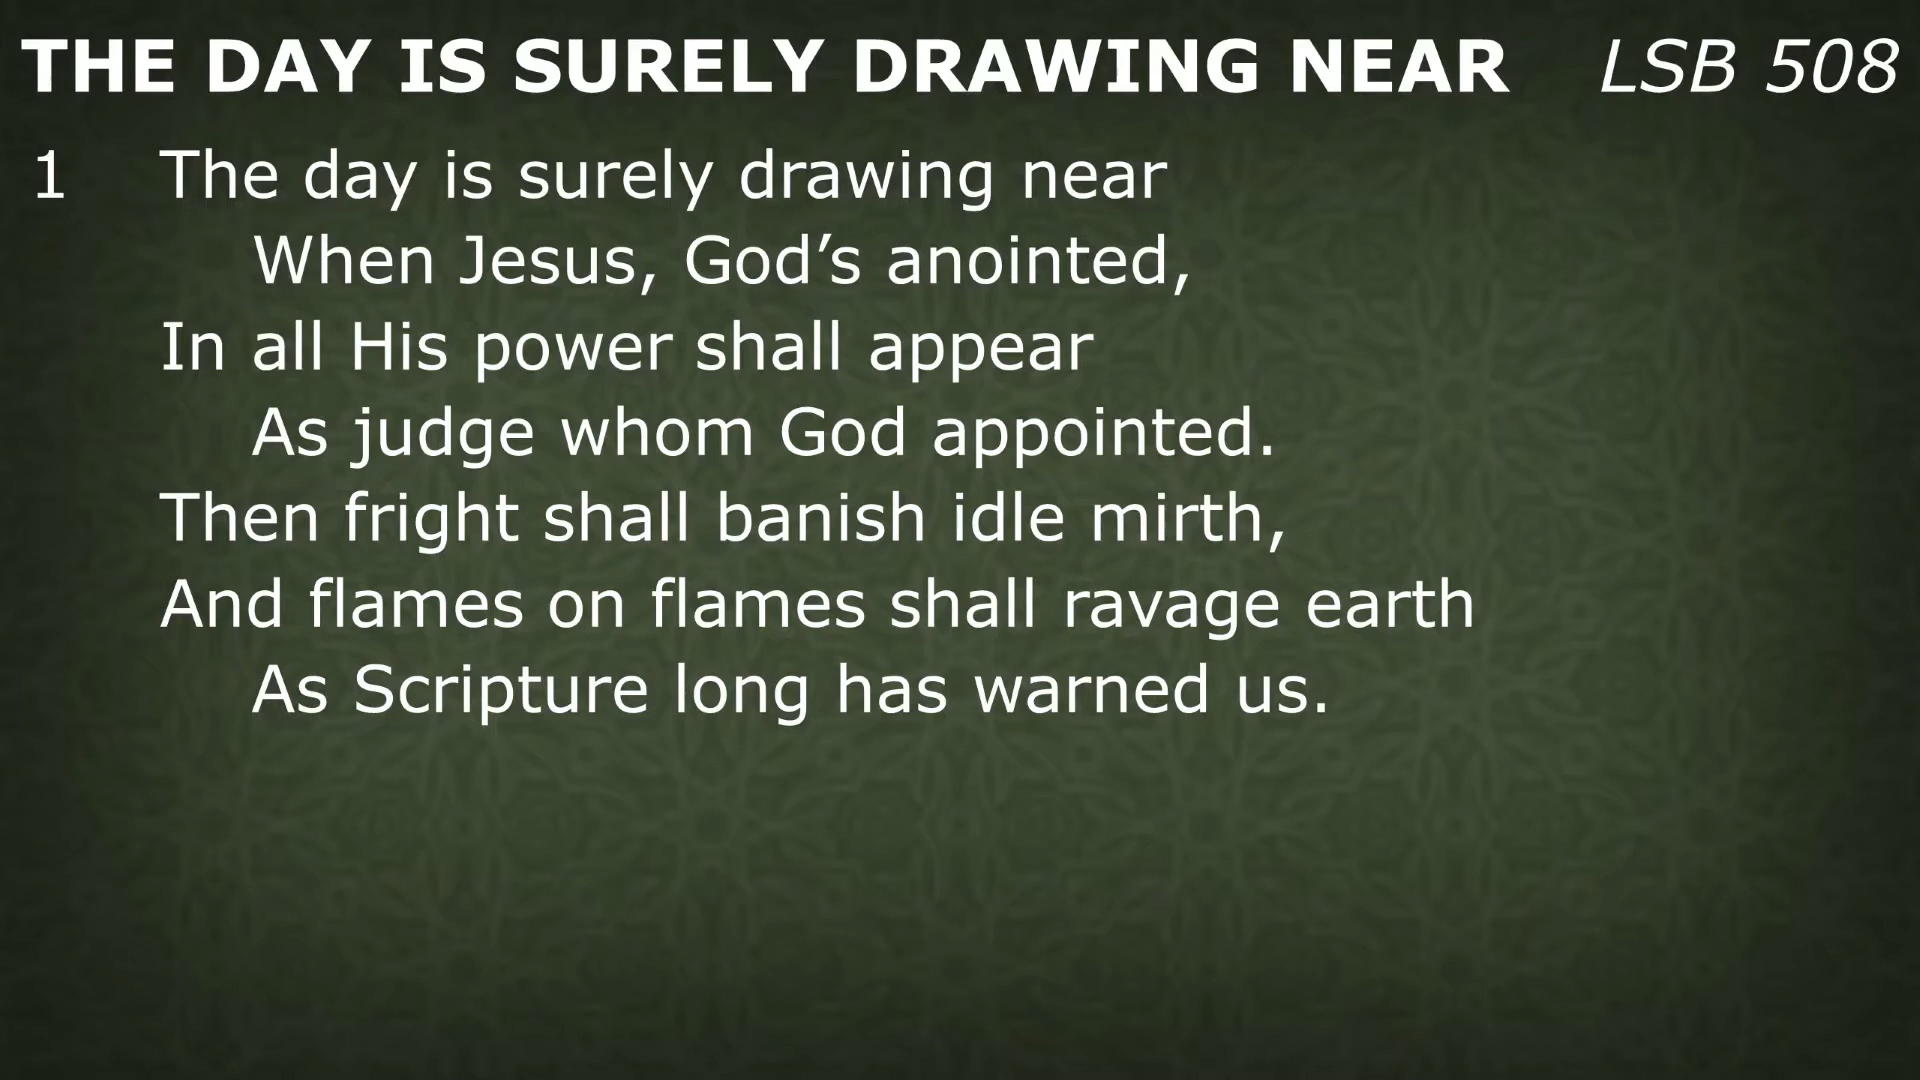 THE DAY IS SURELY DRAWING NEAR LSB 508
1 The day is surely drawing near
When Jesus, God’s anointed,
In all His power shall appear
As judge whom God appointed.
Then fright shall banish idle mirth,
And flames on flames shall ravage earth
As Scripture long has warned us.